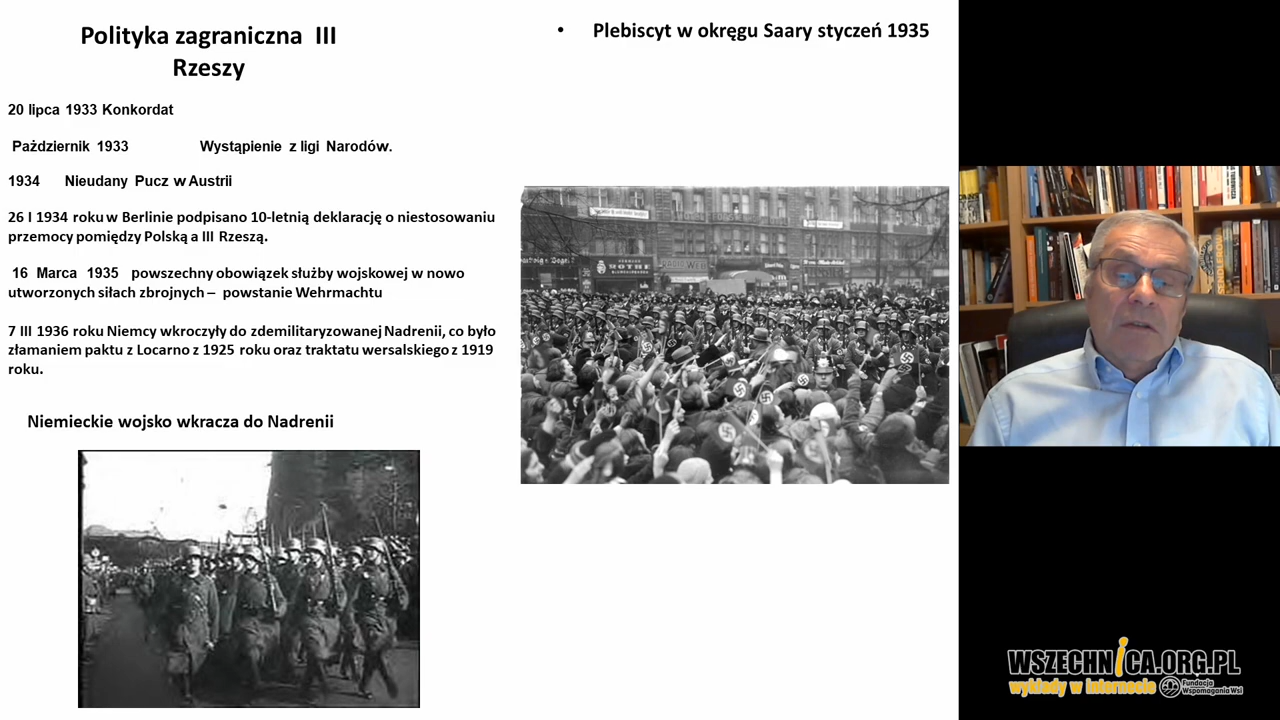 Polityka zagraniczna III
Rzeszy
20 lipca 1933 Konkordat
Pażdziernik 1933 Wystąpienie z ligi Narodów.
1934 Nieudany Pucz w Austrii
26 I 1934 roku w Berlinie podpisano 10-letnią deklarację o niestosowaniu
przemocy pomiędzy Polską a III Rzeszą.
16 Marca 1935 powszechny obowiązek służby wojskowej w nowo
utworzonych siłach zbrojnych – powstanie Wehrmachtu
7 III 1936 roku Niemcy wkroczyły do zdemilitaryzowanej Nadrenii, co było
złamaniem paktu z Locarno z 1925 roku oraz traktatu wersalskiego z 1919
roku.
Niemieckie wojsko wkracza do Nadrenii
• Plebiscyt w okręgu Saary styczeń 1935
WSZECHNICA.ORG.PL
wykłady w internecie
Fundacja
Wspomagania Wsi